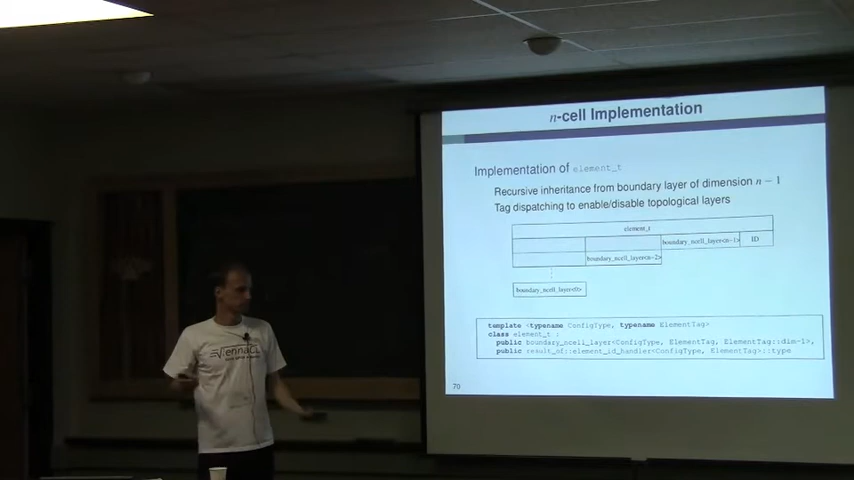 n-cell Implementation
Implementation of element_t
Recursive inheritance from boundary layer of dimension n − 1
Tag dispatching to enable/disable topological layers
element_t
boundary_ncell_layer<n-1> ID
boundary_ncell_layer<n-2>
boundary_ncell_layer<0>
template <typename ConfigType, typename ElementTag>
class element_t :
public boundary_ncell_layer<ConfigType, ElementTag, ElementTag::dim-1>,
public result_of::element_id_handler<ConfigType, ElementTag>::type
70
ViennaCL